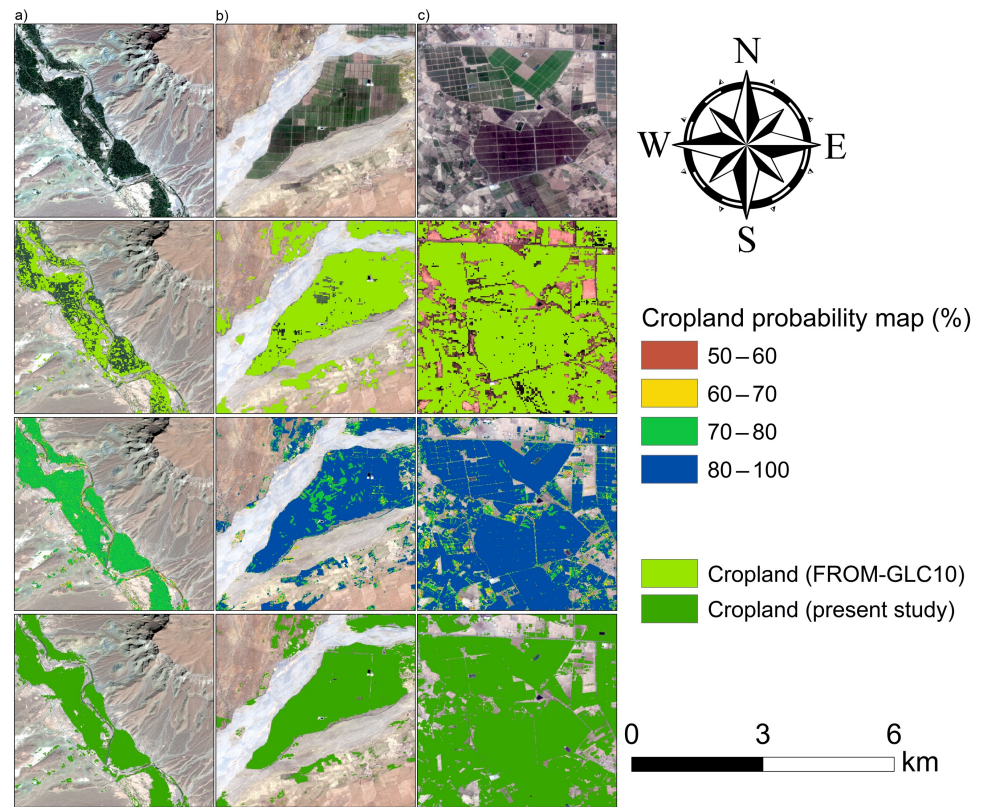 a)
b)
c)
N
W
E
S
Cropland probability map (%)
50–60
60–70
70–80
80–100
Cropland (FROM-GLC10)
Cropland (present study)
0
3
6
km